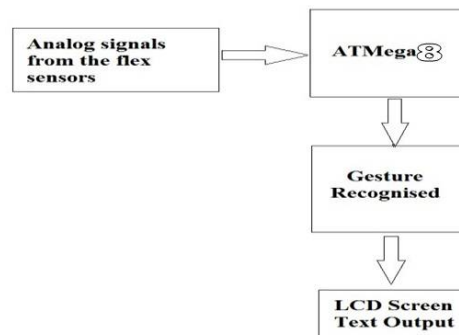 Analog signals
from the flex
sensors
ATMega8
Gesture
Recognised
LCD Screen
Text Output